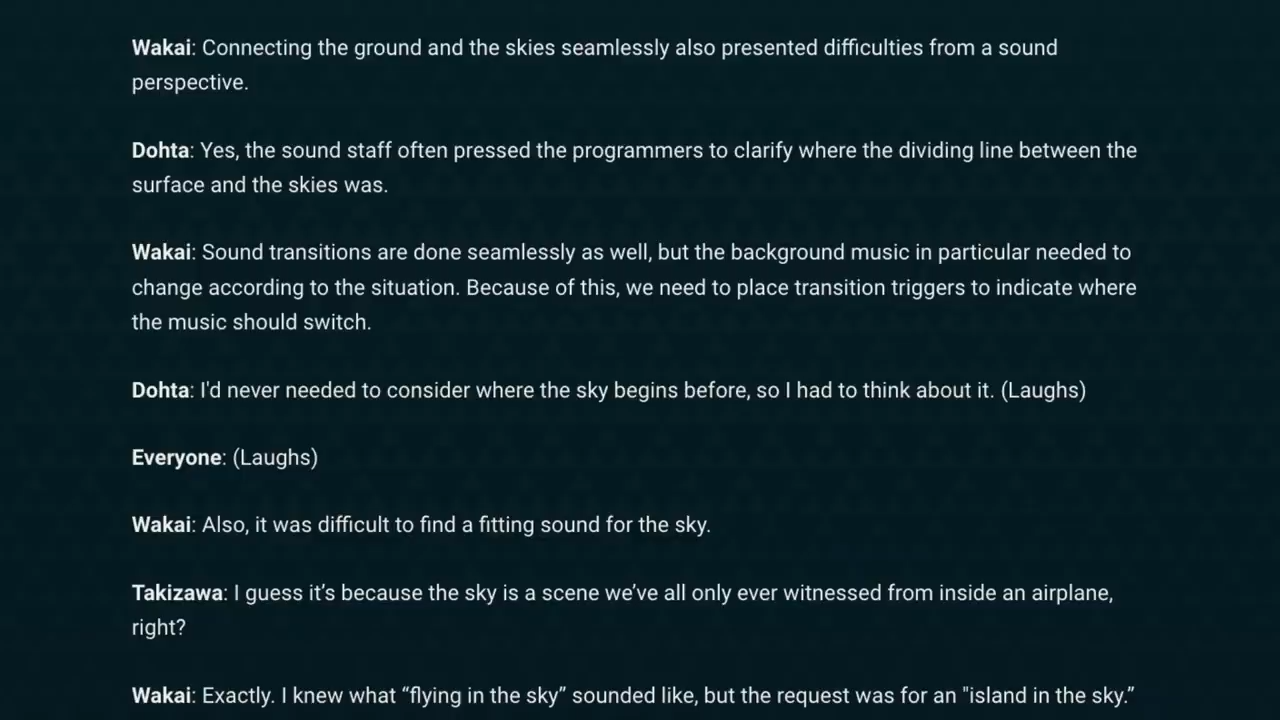 Wakai: Connecting the ground and the skies seamlessly also presented difficulties from a sound
perspective.
Dohta: Yes, the sound staff often pressed the programmers to clarify where the dividing line between the
surface and the skies was.
Wakai: Sound transitions are done seamlessly as well, but the background music in particular needed to
change according to the situation. Because of this, we need to place transition triggers to indicate where
the music should switch.
Dohta: I'd never needed to consider where the sky begins before, so I had to think about it. (Laughs)
Everyone: (Laughs)
Wakai: Also, it was difficult to find a fitting sound for the sky.
Takizawa: I guess it’s because the sky is a scene we’ve all only ever witnessed from inside an airplane,
right?
Wakai: Exactly. I knew what “flying in the sky” sounded like, but the request was for an "island in the sky.”